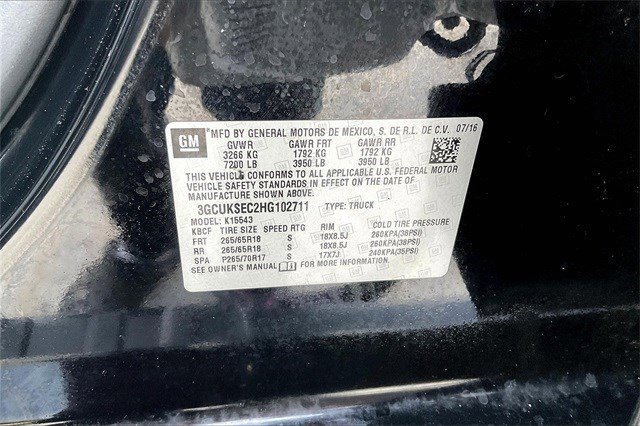 GM
MFD BY GENERAL MOTORS DE MEXICO, S. DE R.L. DE C.V. 07/16
GVWR GAWR FRT GAWR RR
3266 KG 1792 KG 1792 KG
7200 LB 3950 LB 3950 LB
THIS VEHICLE CONFORMS TO ALL APPLICABLE U.S. FEDERAL MOTOR
VEHICLE SAFETY STANDARDS IN EFFECT ON THE DATE OF
MANUFACTURE SHOWN ABOVE.
3GCUKSEC2HG102711 TYPE: TRUCK
MODEL: K15543
KBCF TIRE SIZE SPEED RTG RIM COLD TIRE PRESSURE
FRT 265/65R18 S 18X8.5J 260KPA(38PSI)
RR 265/65R18 S 18X8.5J 260KPA(38PSI)
SPA P265/70R17 S 17X7J 240KPA(35PSI)
SEE OWNER'S MANUAL